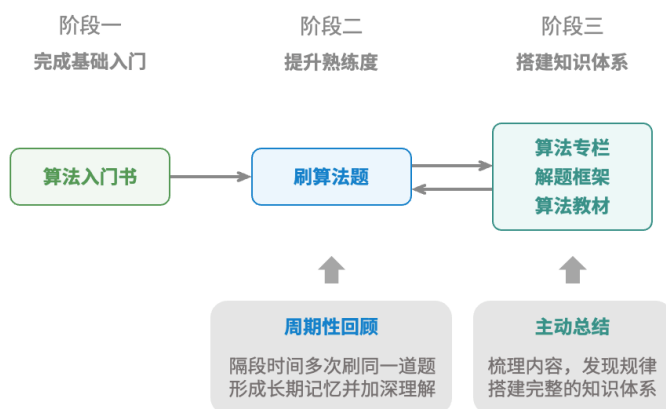 阶段一
阶段二
阶段三
完成基础入门
提升熟练度
搭建知识体系
算法入门书
刷算法题
算法专栏
解题框架
算法教材
周期性回顾
隔段时间多次刷同一道题
形成长期记忆并加深理解
主动总结
梳理内容，发现规律
搭建完整的知识体系